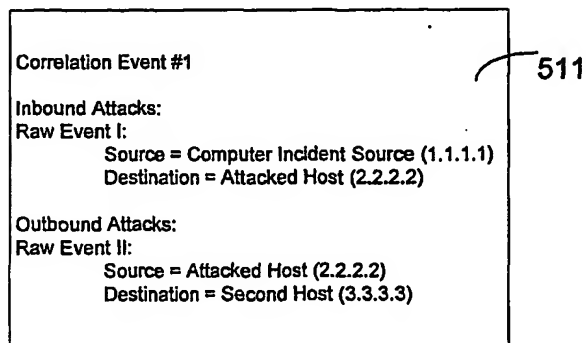 Correlation Event #1
511
Inbound Attacks:
Raw Event I:
Source = Computer Incident Source (1.1.1.1)
Destination = Attacked Host (2.2.2.2)
Outbound Attacks:
Raw Event II:
Source = Attacked Host (2.2.2.2)
Destination = Second Host (3.3.3.3)